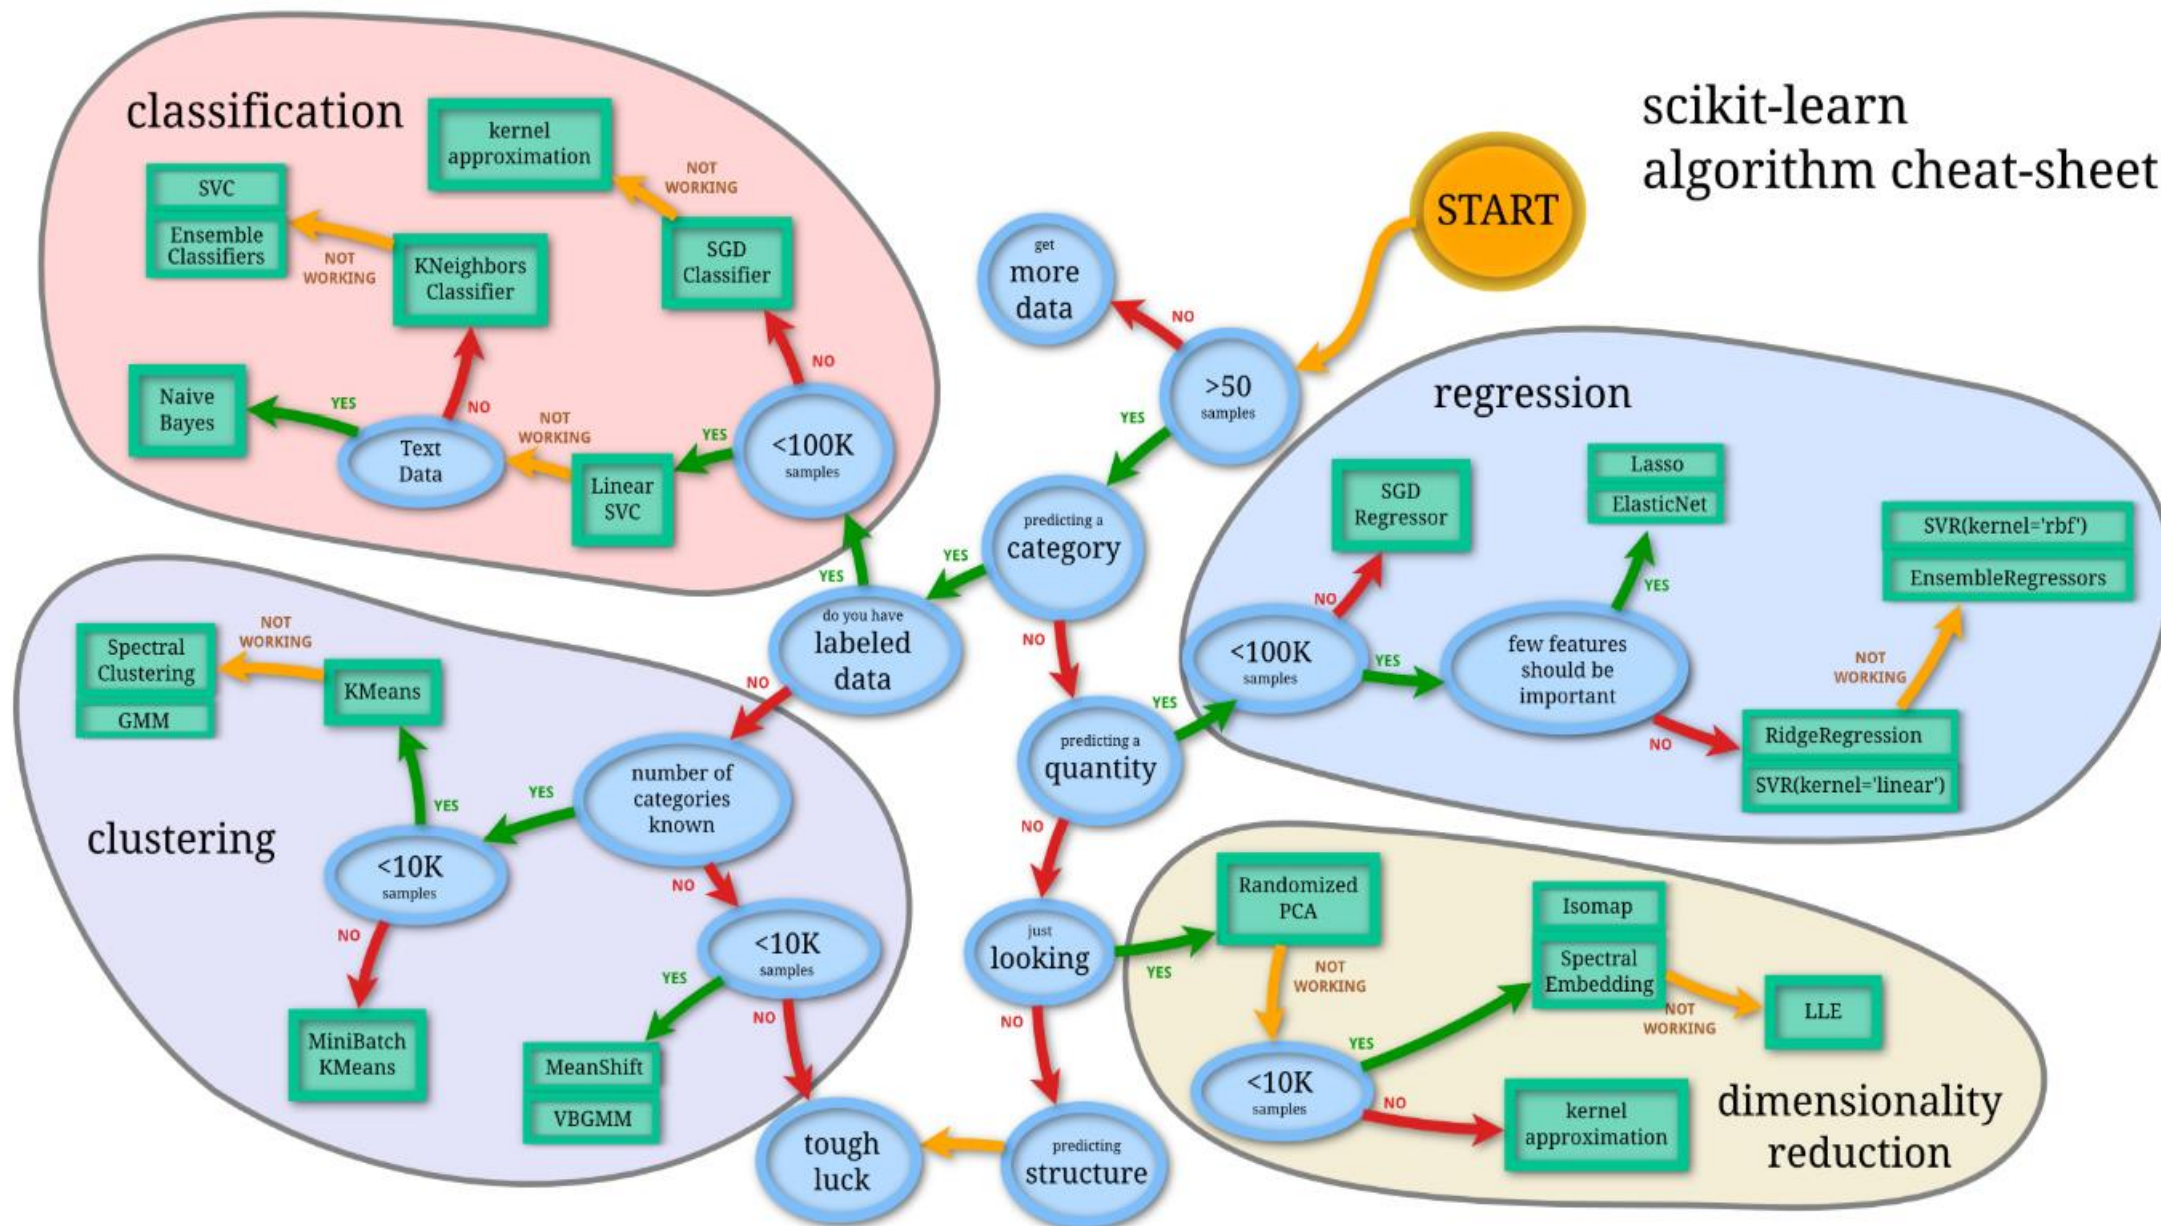 scikit-learn
algorithm cheat-sheet
START
get
more
data
NO
>50
samples
YES
predicting a
category
YES
NO
do you have
labeled
data
YES
NO
predicting a
quantity
YES
NO
just
looking
YES
NO
predicting
structure
tough
luck
classification
kernel
approximation
NOT
WORKING
SVC
Ensemble
Classifiers
NOT
WORKING
KNeighbors
Classifier
SGD
Classifier
NO
Naive
Bayes
YES
NO
Text
Data
NOT
WORKING
Linear
SVC
YES
<100K
samples
regression
SGD
Regressor
Lasso
ElasticNet
SVR(kernel='rbf')
EnsembleRegressors
NO
YES
<100K
samples
YES
few features
should be
important
NOT
WORKING
NO
RidgeRegression
SVR(kernel='linear')
clustering
Spectral
Clustering
GMM
NOT
WORKING
KMeans
number of
categories
known
YES
YES
NO
<10K
samples
NO
<10K
samples
YES
NO
MiniBatch
KMeans
MeanShift
VBGMM
dimensionality
reduction
Randomized
PCA
NOT
WORKING
Isomap
Spectral
Embedding
NOT
WORKING
LLE
YES
<10K
samples
NO
kernel
approximation